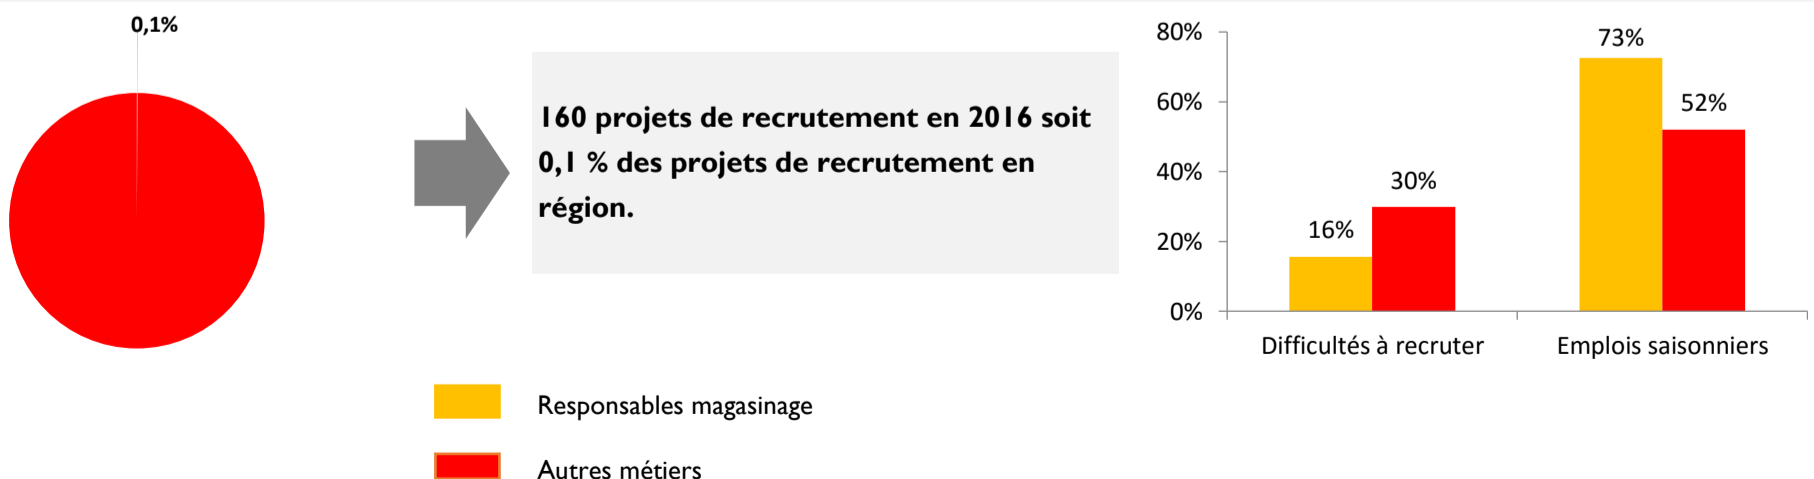 0,1%
160 projets de recrutement en 2016 soit
0,1 % des projets de recrutement en
région.
80%
60%
40%
20%
0%
16%
30%
73%
52%
Difficultés à recruter
Emplois saisonniers
Responsables magasinage
Autres métiers